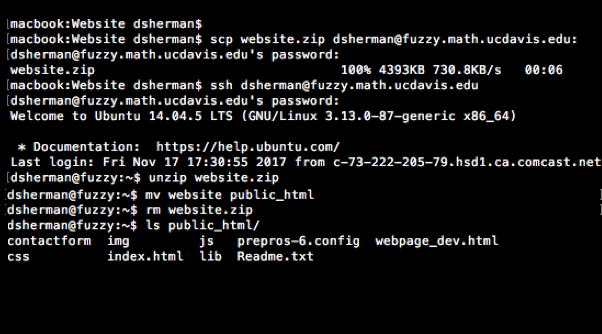 [macbook:Website dsherman$
[macbook:Website dsherman$ scp website.zip dsherman@fuzzy.math.ucdavis.edu:
[dsherman@fuzzy.math.ucdavis.edu's password:
website.zip 100% 4393KB 730.8KB/s 00:06
[macbook:Website dsherman$ ssh dsherman@fuzzy.math.ucdavis.edu
[dsherman@fuzzy.math.ucdavis.edu's password:
Welcome to Ubuntu 14.04.5 LTS (GNU/Linux 3.13.0-87-generic x86_64)
* Documentation: https://help.ubuntu.com/
Last login: Fri Nov 17 17:30:55 2017 from c-73-222-205-79.hsd1.ca.comcast.net
[dsherman@fuzzy:~$ unzip website.zip
[dsherman@fuzzy:~$ mv website public_html ]
[dsherman@fuzzy:~$ rm website.zip ]
[dsherman@fuzzy:~$ ls public_html/
contactform img js prepros-6.config webpage_dev.html
css index.html lib Readme.txt